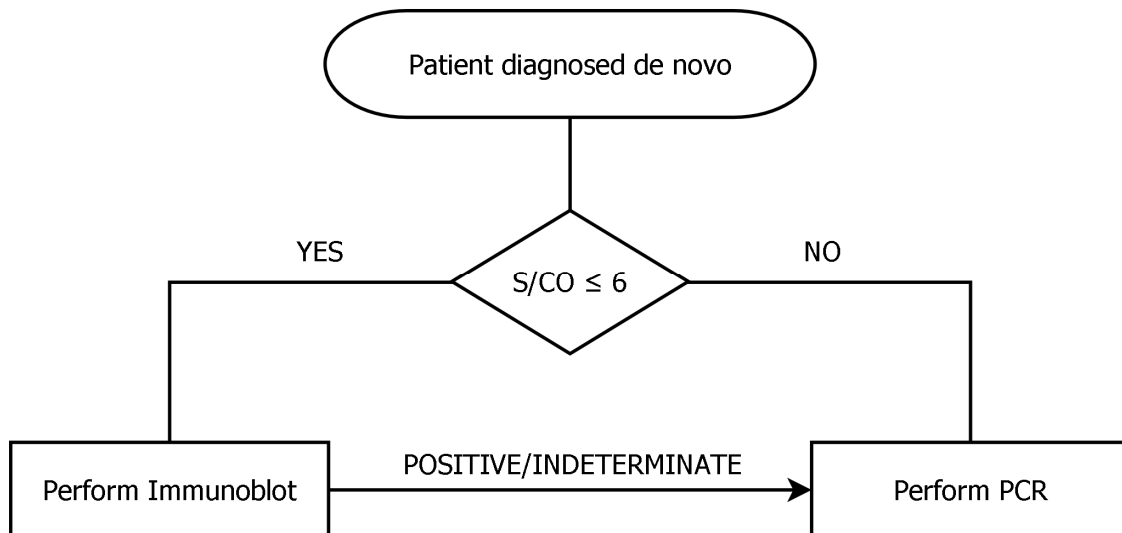 Patient diagnosed de novo
YES
NO
S/CO ≤ 6
POSITIVE/INDETERMINATE
Perform Immunoblot
Perform PCR